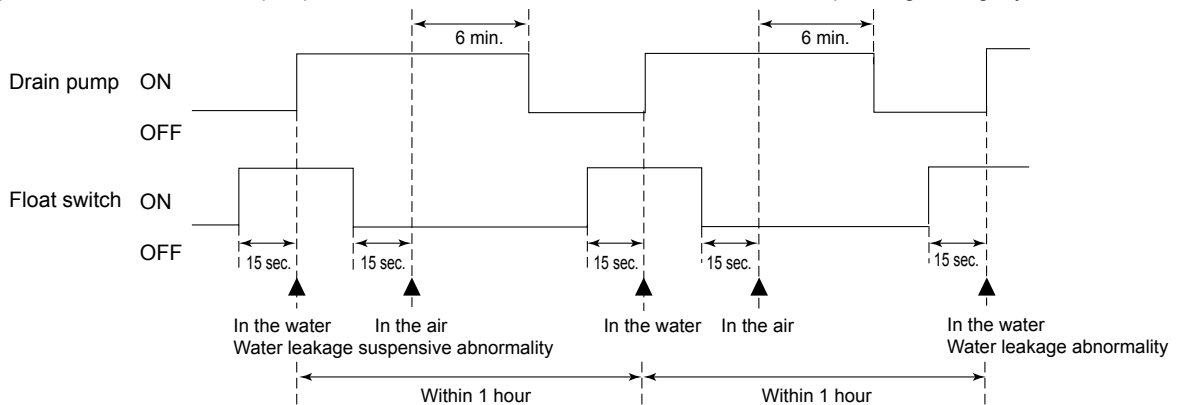 6 min.
6 min.
Drain pump ON
OFF
Float switch ON
OFF
15 sec.
15 sec.
15 sec.
15 sec.
15 sec.
In the water
Water leakage suspensive abnormality
In the air
In the water
In the air
In the water
Water leakage abnormality
Within 1 hour
Within 1 hour